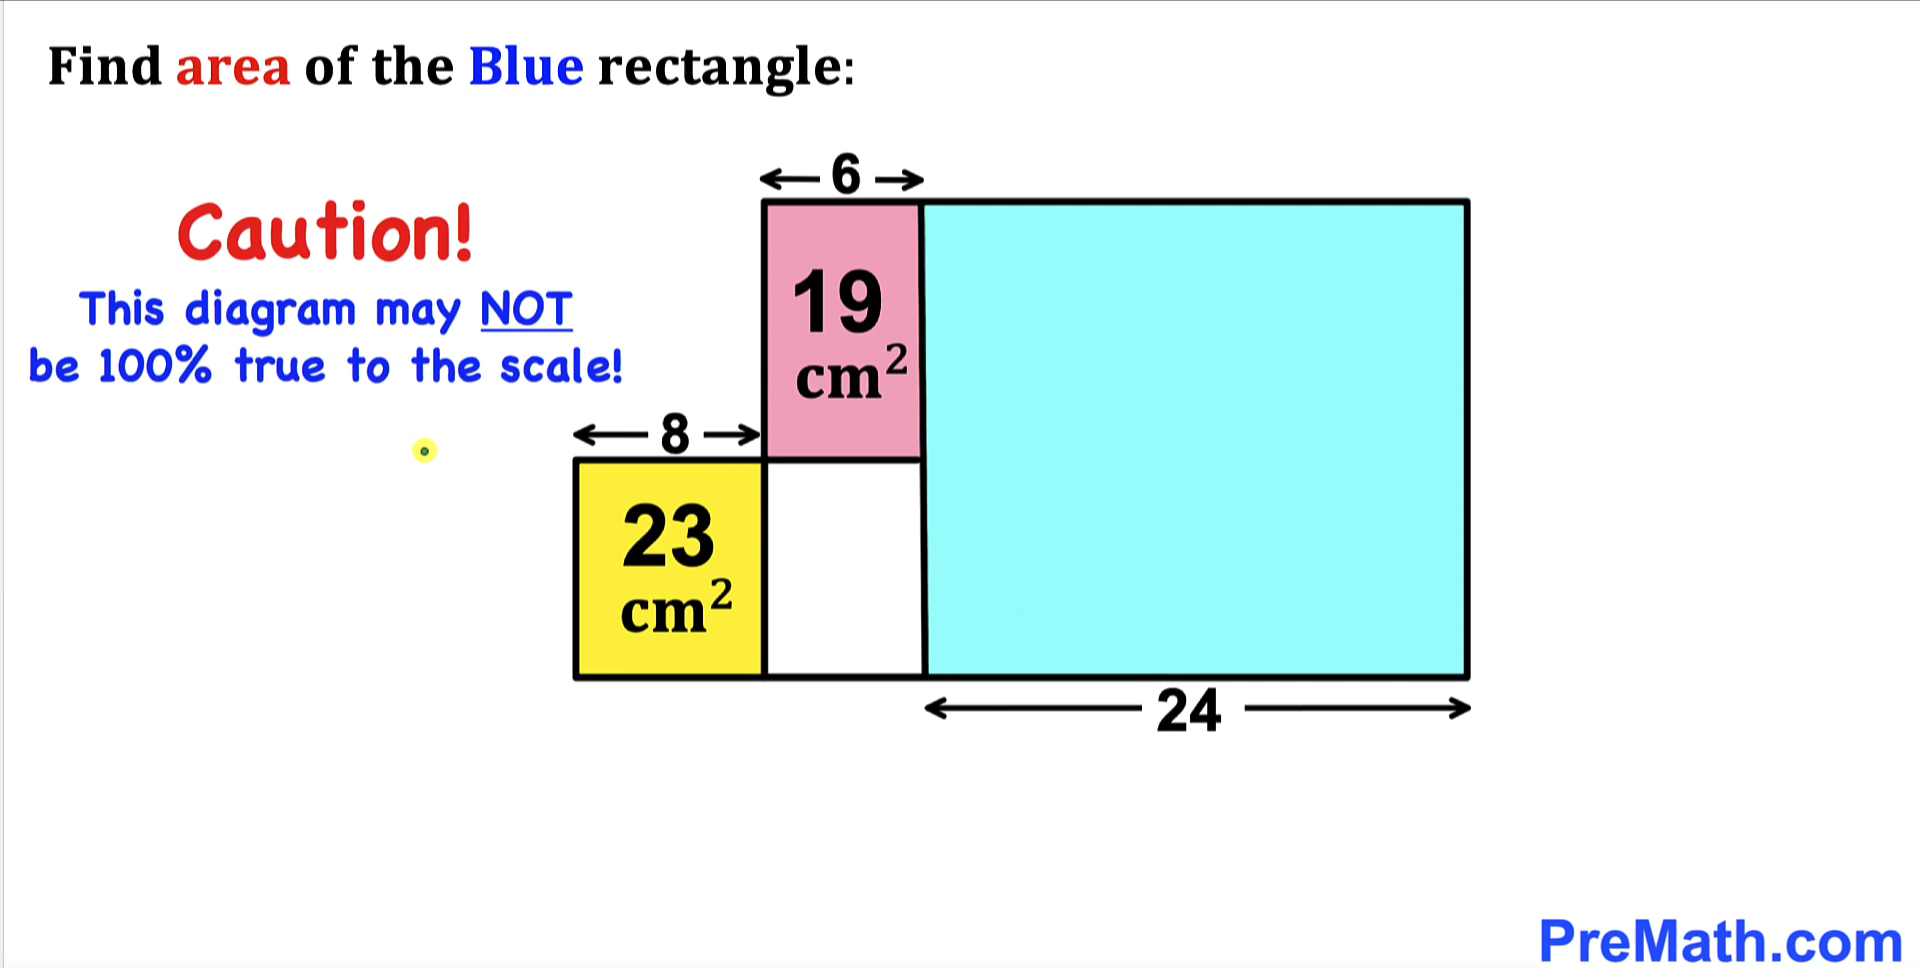 Find area of the Blue rectangle:
Caution!
This diagram may NOT
be 100% true to the scale!
6
19
cm²
8
23
cm²
24
PreMath.com